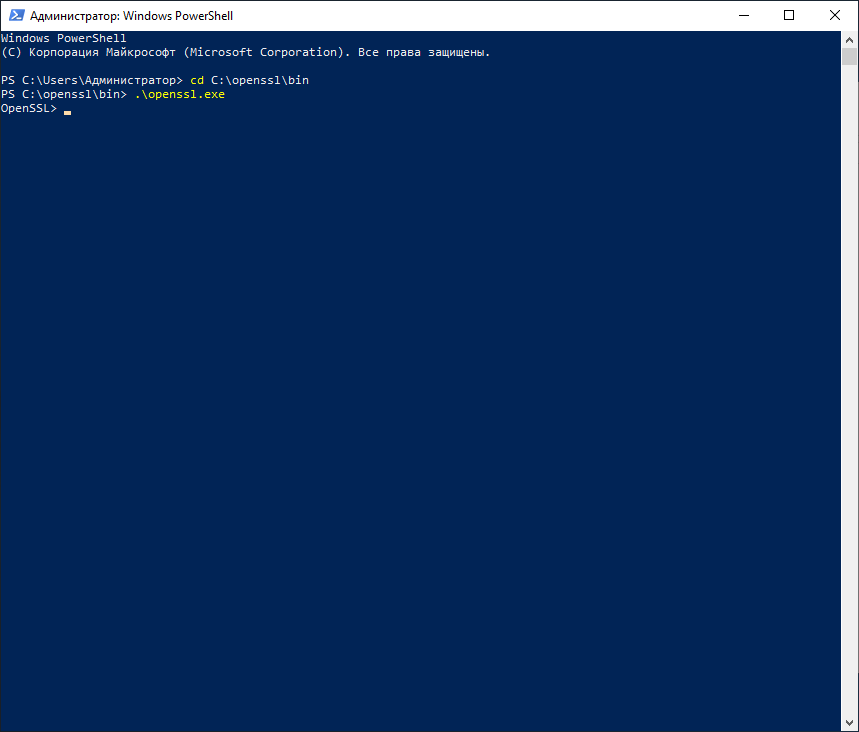 Администратор: Windows PowerShell
Windows PowerShell
(C) Корпорация Майкрософт (Microsoft Corporation). Все права защищены.
PS C:\Users\Администратор> cd C:\openssl\bin
PS C:\openssl\bin> .\openssl.exe
OpenSSL>